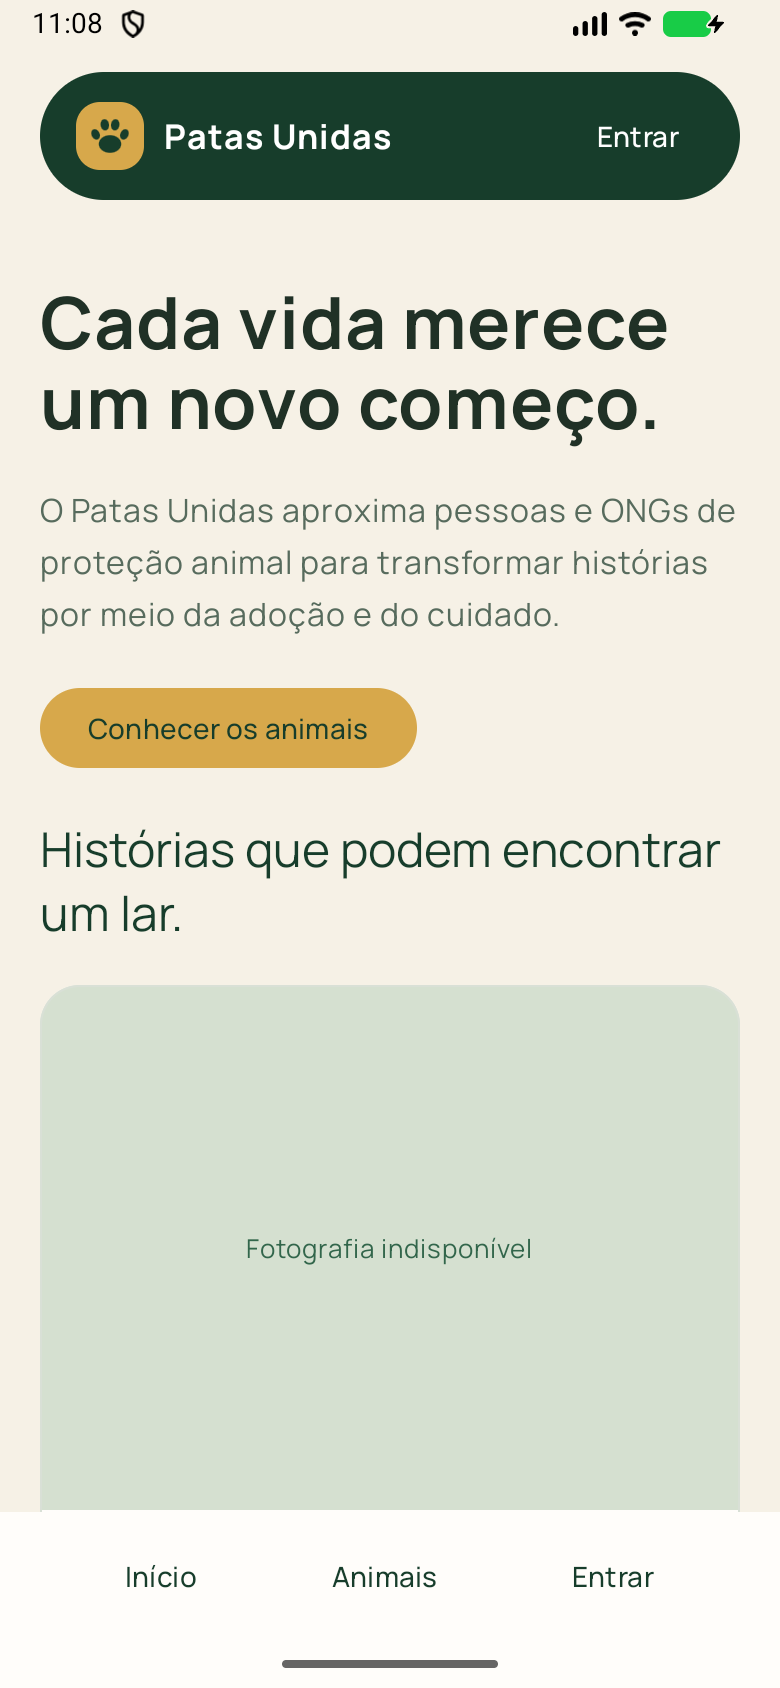 11:08
Patas Unidas
Entrar
Cada vida merece
um novo começo.
O Patas Unidas aproxima pessoas e ONGs de
proteção animal para transformar histórias
por meio da adoção e do cuidado.
Conhecer os animais
Histórias que podem encontrar
um lar.
Fotografia indisponível
Início
Animais
Entrar